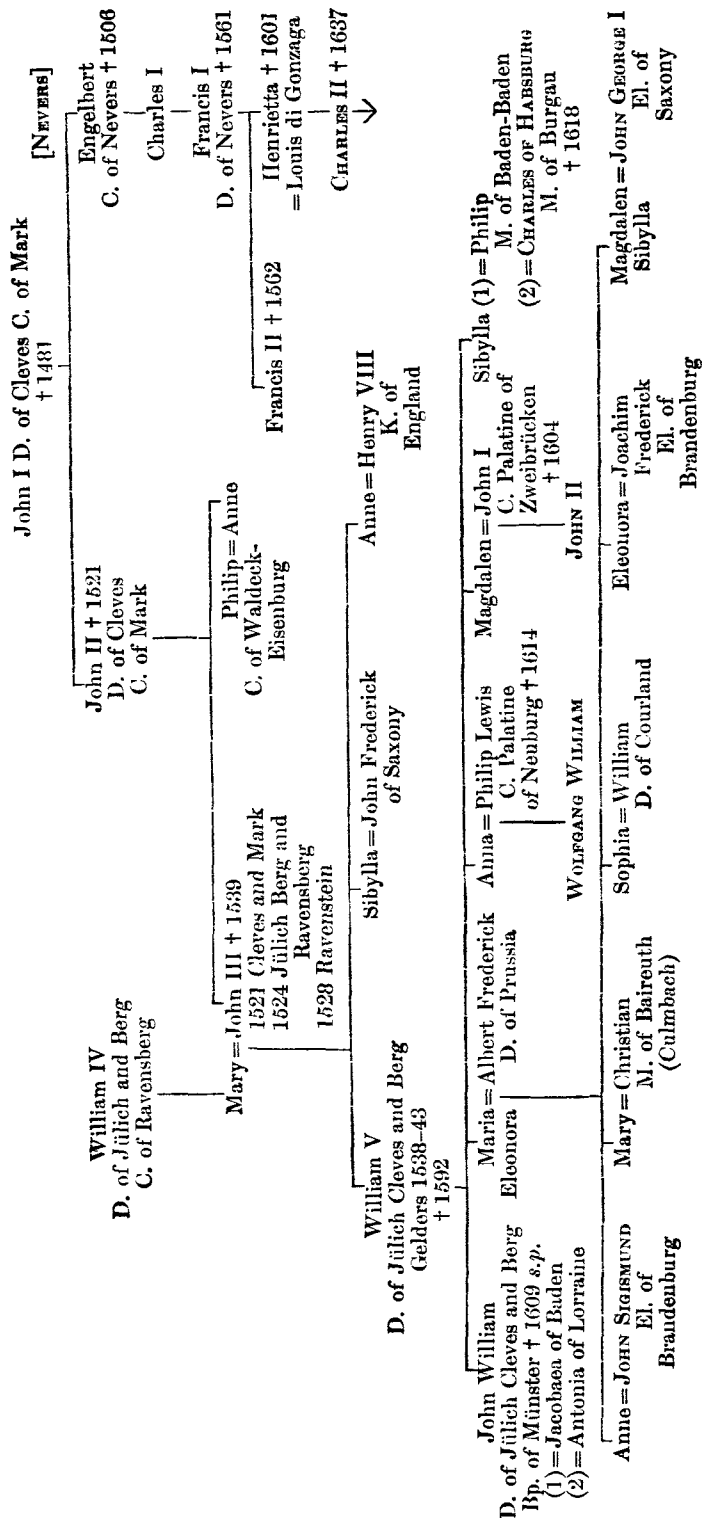 John I D. of Cleves C. of Mark
† 1481
[NEVERS]
William IV
D. of Jülich and Berg
C. of Ravensberg
John II † 1521
D. of Cleves
C. of Mark
Engelbert
C. of Nevers † 1506
Charles I
Francis I
D. of Nevers † 1561
Mary=John III † 1539
1521 Cleves and Mark
1524 Jülich Berg and
Ravensberg
1528 Ravenstein
Philip=Anne
C. of Waldeck-
Eisenburg
Francis II † 1562
Henrietta † 1601
=Louis di Gonzaga
CHARLES II † 1637
William V
D. of Jülich Cleves and Berg
Gelders 1538–43
† 1592
Sibylla=John Frederick
of Saxony
Anne=Henry VIII
K. of
England
John William
D. of Jülich Cleves and Berg
Bp. of Münster † 1609 s.p.
(1)=Jacobaea of Baden
(2)=Antonia of Lorraine
Maria=Albert Frederick
D. of Prussia
Eleonora
Anna=Philip Lewis
C. Palatine
of Neuburg † 1614
WOLFGANG WILLIAM
Magdalen=John I
C. Palatine of
Zweibrücken
† 1604
JOHN II
Sibylla (1)=Philip
M. of Baden-Baden
(2)=CHARLES OF HABSBURG
M. of Burgau
† 1618
Anne=JOHN SIGISMUND
El. of
Brandenburg
Mary=Christian
M. of Baireuth
(Culmbach)
Sophia=William
D. of Courland
Eleonora=Joachim
Frederick
El. of
Brandenburg
Magdalen=JOHN GEORGE I
Sibylla
El. of
Saxony